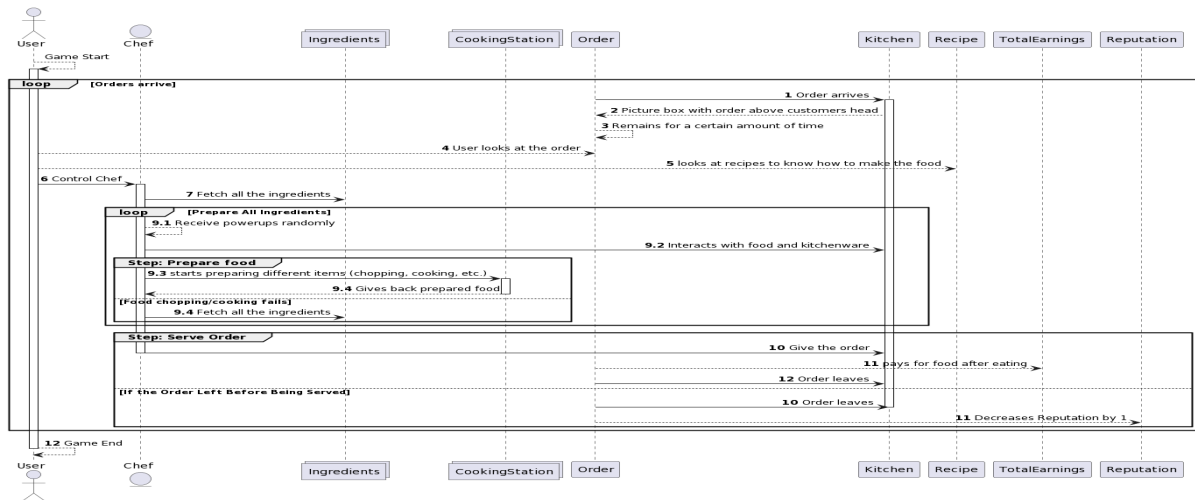 User
Chef
Ingredients
CookingStation
Order
Kitchen
Recipe
TotalEarnings
Reputation
Game Start
loop [Orders arrive]
1 Order arrives
2 Picture box with order above customers head
3 Remains for a certain amount of time
4 User looks at the order
5 looks at recipes to know how to make the food
6 Control Chef
7 Fetch all the ingredients
loop [Prepare All Ingredients]
9.1 Receive powerups randomly
9.2 Interacts with food and kitchenware
Step: Prepare food
9.3 starts preparing different items (chopping, cooking, etc.)
9.4 Gives back prepared food
[Food chopping/cooking fails]
9.4 Fetch all the ingredients
Step: Serve Order
10 Give the order
11 pays for food after eating
12 Order leaves
[If the Order Left Before Being Served]
10 Order leaves
11 Decreases Reputation by 1
12 Game End
User
Chef
Ingredients
CookingStation
Order
Kitchen
Recipe
TotalEarnings
Reputation